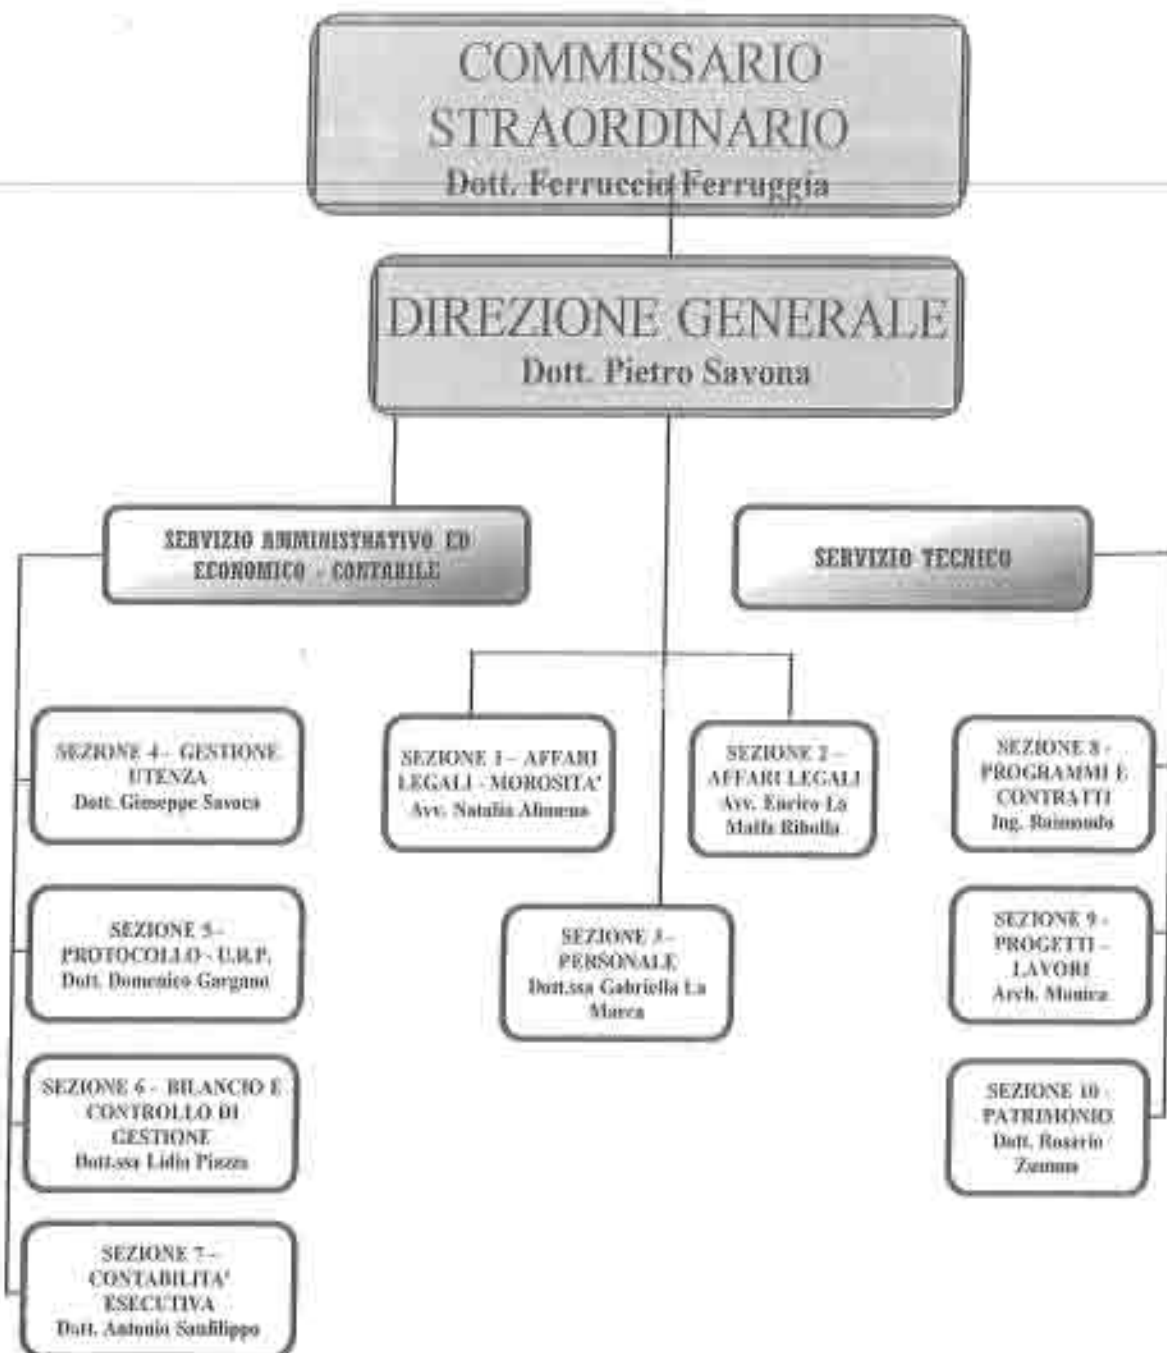 COMMISSARIO
STRAORDINARIO
Dott. Ferruccio Ferruggia
DIREZIONE GENERALE
Dott. Pietro Savona
SERVIZIO AMMINISTRATIVO ED
ECONOMICO - CONTABILE
SERVIZIO TECNICO
SEZIONE 4 - GESTIONE
UTENZA
Dott. Giuseppe Savoca
SEZIONE 1 - AFFARI
LEGALI - MOROSITA'
Avv. Natalia Alimena
SEZIONE 2 -
AFFARI LEGALI
Avv. Enrico La
Malfa Ribolla
SEZIONE 8 -
PROGRAMMI E
CONTRATTI
Ing. Raimondo
SEZIONE 5 -
PROTOCOLLO - U.R.P.
Dott. Domenico Gargano
SEZIONE 3 -
PERSONALE
Dott.ssa Gabriella La
Marca
SEZIONE 9 -
PROGETTI -
LAVORI
Arch. Monica
SEZIONE 6 - BILANCIO E
CONTROLLO DI
GESTIONE
Dott.ssa Lidia Piazza
SEZIONE 10 -
PATRIMONIO
Dott. Rosario
SEZIONE 7 -
CONTABILITA'
ESECUTIVA
Dott. Antonio Sanfilippo